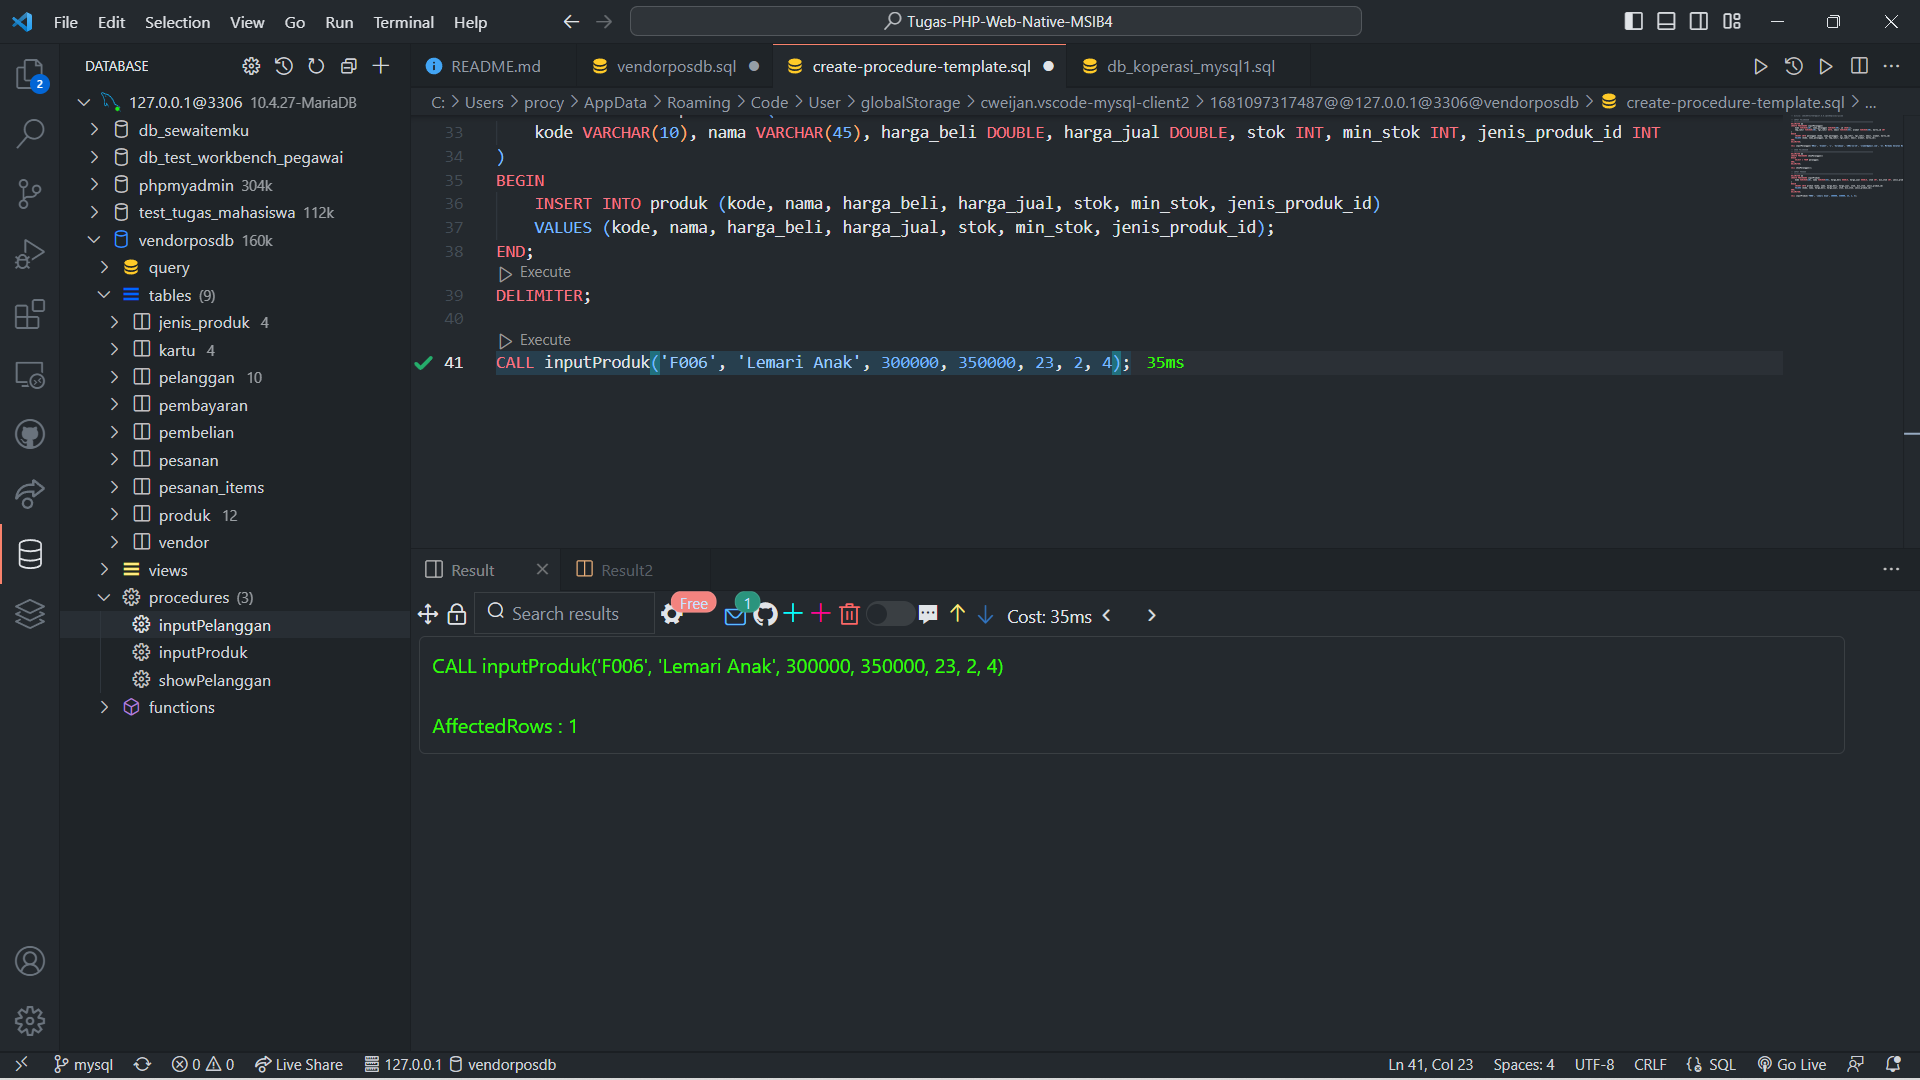 File Edit Selection View Go Run Terminal Help
Tugas-PHP-Web-Native-MSIB4
2
DATABASE
127.0.0.1@3306 10.4.27-MariaDB
db_sewaitemku
db_test_workbench_pegawai
phpmyadmin 304k
test_tugas_mahasiswa 112k
vendorposdb 160k
query
tables (9)
jenis_produk 4
kartu 4
pelanggan 10
pembayaran
pembelian
pesanan
pesanan_items
produk 12
vendor
views
procedures (3)
inputPelanggan
inputProduk
showPelanggan
functions
README.md vendorposdb.sql create-procedure-template.sql db_koperasi_mysql1.sql
C: > Users > procy > AppData > Roaming > Code > User > globalStorage > cweijan.vscode-mysql-client2 > 1681097317487@@127.0.0.1@3306@vendorposdb > create-procedure-template.sql > ...
33 kode VARCHAR(10), nama VARCHAR(45), harga_beli DOUBLE, harga_jual DOUBLE, stok INT, min_stok INT, jenis_produk_id INT
34 )
35 BEGIN
36 INSERT INTO produk (kode, nama, harga_beli, harga_jual, stok, min_stok, jenis_produk_id)
37 VALUES (kode, nama, harga_beli, harga_jual, stok, min_stok, jenis_produk_id);
38 END;
Execute
39 DELIMITER;
40
Execute
41 CALL inputProduk('F006', 'Lemari Anak', 300000, 350000, 23, 2, 4); 35ms
Result Result2
Search results Free 1 Cost: 35ms
CALL inputProduk('F006', 'Lemari Anak', 300000, 350000, 23, 2, 4)
AffectedRows : 1
mysql 0 0 Live Share 127.0.0.1 vendorposdb Ln 41, Col 23 Spaces: 4 UTF-8 CRLF SQL Go Live